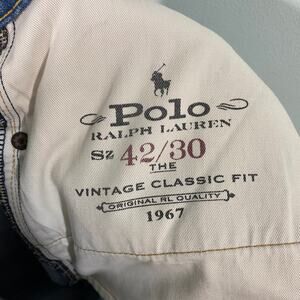 Polo
RALPH LAUREN
SZ 42/30
THE
VINTAGE CLASSIC FIT
ORIGINAL RL QUALITY
1967